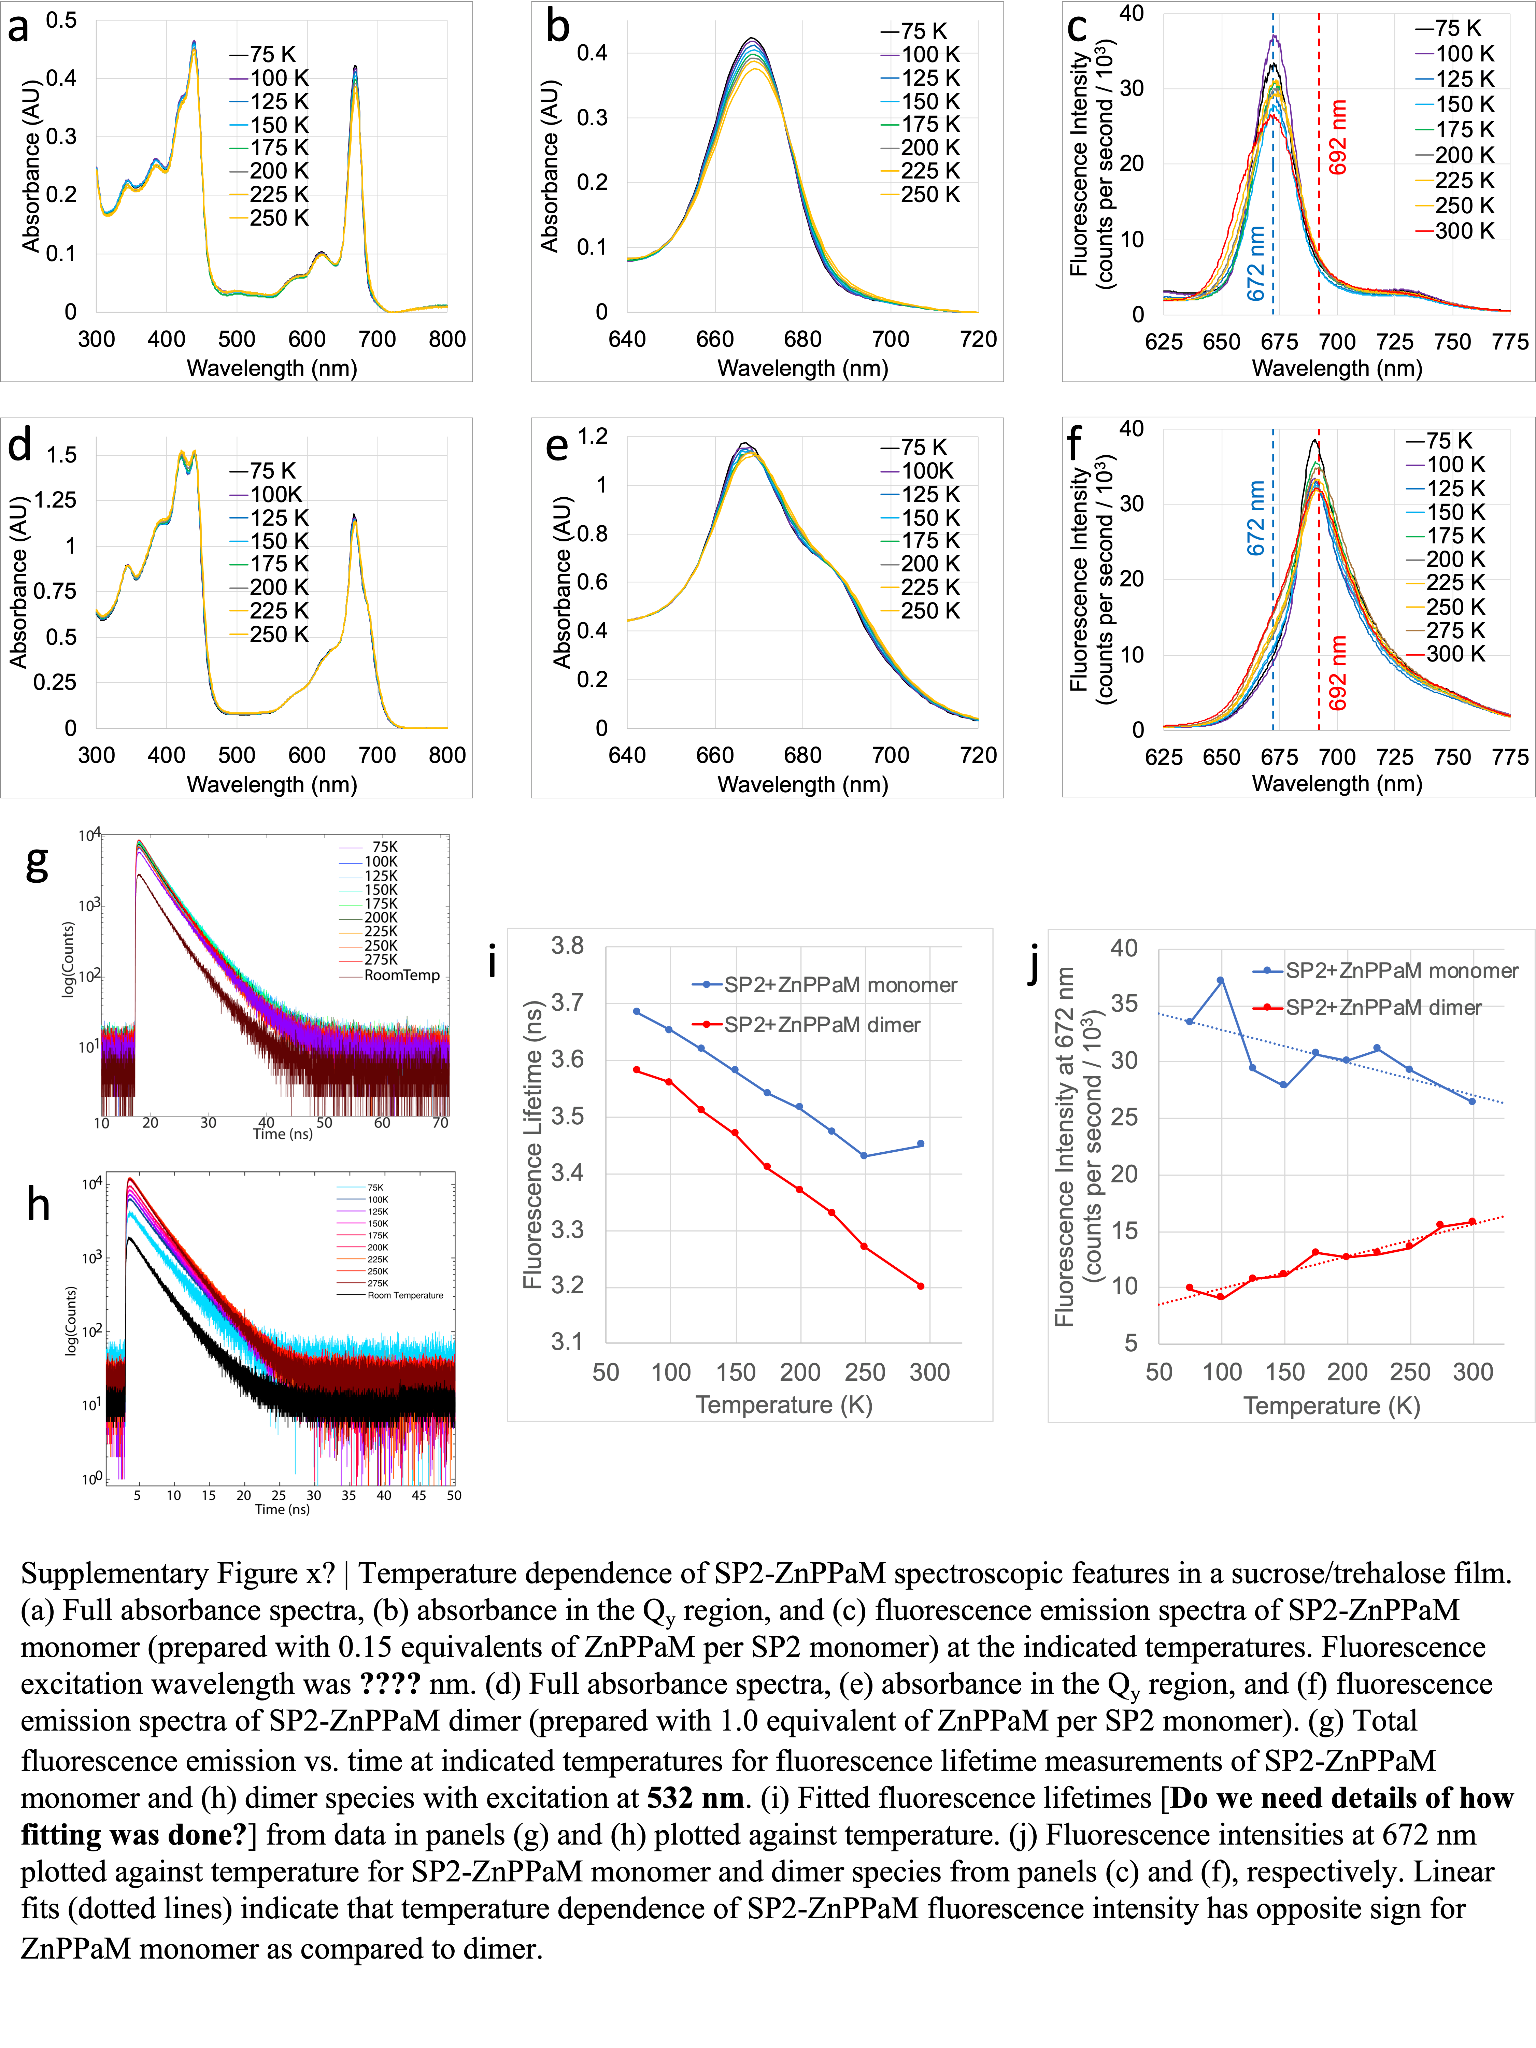 a
0.5
0.4
0.3
0.2
0.1
0
Absorbance (AU)
75 K
100 K
125 K
150 K
175 K
200 K
225 K
250 K
300 400 500 600 700 800
Wavelength (nm)
b
0.4
0.3
0.2
0.1
0
Absorbance (AU)
75 K
100 K
125 K
150 K
175 K
200 K
225 K
250 K
640 660 680 700 720
Wavelength (nm)
c
40
30
20
10
0
Fluorescence Intensity
(counts per second / 10³)
672 nm
692 nm
75 K
100 K
125 K
150 K
175 K
200 K
225 K
250 K
300 K
625 650 675 700 725 750 775
Wavelength (nm)
d
1.5
1.25
1
0.75
0.5
0.25
0
Absorbance (AU)
75 K
100K
125 K
150 K
175 K
200 K
225 K
250 K
300 400 500 600 700 800
Wavelength (nm)
e
1.2
1
0.8
0.6
0.4
0.2
0
Absorbance (AU)
75 K
100K
125 K
150 K
175 K
200 K
225 K
250 K
640 660 680 700 720
Wavelength (nm)
f
40
30
20
10
0
Fluorescence Intensity
(counts per second / 10³)
672 nm
692 nm
75 K
100 K
125 K
150 K
175 K
200 K
225 K
250 K
275 K
300 K
625 650 675 700 725 750 775
Wavelength (nm)
g
10⁴
10³
10²
10¹
log(Counts)
75K
100K
125K
150K
175K
200K
225K
250K
275K
RoomTemp
10 20 30 40 50 60 70
Time (ns)
h
10⁴
10³
10²
10¹
10⁰
log(Counts)
75K
100K
125K
150K
175K
200K
225K
250K
275K
Room Temperature
5 10 15 20 25 30 35 40 45 50
Time (ns)
i
3.8
3.7
3.6
3.5
3.4
3.3
3.2
3.1
Fluorescence Lifetime (ns)
SP2+ZnPPaM monomer
SP2+ZnPPaM dimer
50 100 150 200 250 300
Temperature (K)
j
40
35
30
25
20
15
10
5
Fluorescence Intensity at 672 nm
(counts per second / 10³)
SP2+ZnPPaM monomer
SP2+ZnPPaM dimer
50 100 150 200 250 300
Temperature (K)
Supplementary Figure x? | Temperature dependence of SP2-ZnPPaM spectroscopic features in a sucrose/trehalose film.
(a) Full absorbance spectra, (b) absorbance in the Qy region, and (c) fluorescence emission spectra of SP2-ZnPPaM
monomer (prepared with 0.15 equivalents of ZnPPaM per SP2 monomer) at the indicated temperatures. Fluorescence
excitation wavelength was ???? nm. (d) Full absorbance spectra, (e) absorbance in the Qy region, and (f) fluorescence
emission spectra of SP2-ZnPPaM dimer (prepared with 1.0 equivalent of ZnPPaM per SP2 monomer). (g) Total
fluorescence emission vs. time at indicated temperatures for fluorescence lifetime measurements of SP2-ZnPPaM
monomer and (h) dimer species with excitation at 532 nm. (i) Fitted fluorescence lifetimes [Do we need details of how
fitting was done?] from data in panels (g) and (h) plotted against temperature. (j) Fluorescence intensities at 672 nm
plotted against temperature for SP2-ZnPPaM monomer and dimer species from panels (c) and (f), respectively. Linear
fits (dotted lines) indicate that temperature dependence of SP2-ZnPPaM fluorescence intensity has opposite sign for
ZnPPaM monomer as compared to dimer.